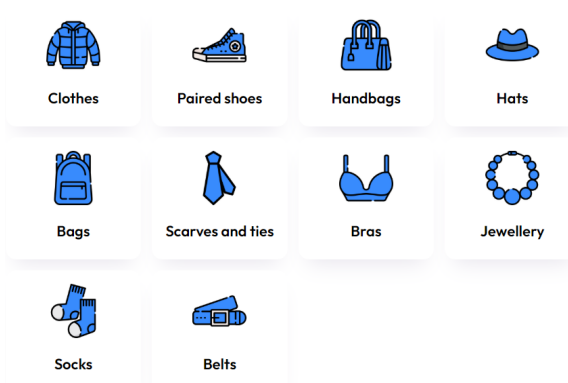 Clothes
Paired shoes
Handbags
Hats
Bags
Scarves and ties
Bras
Jewellery
Socks
Belts